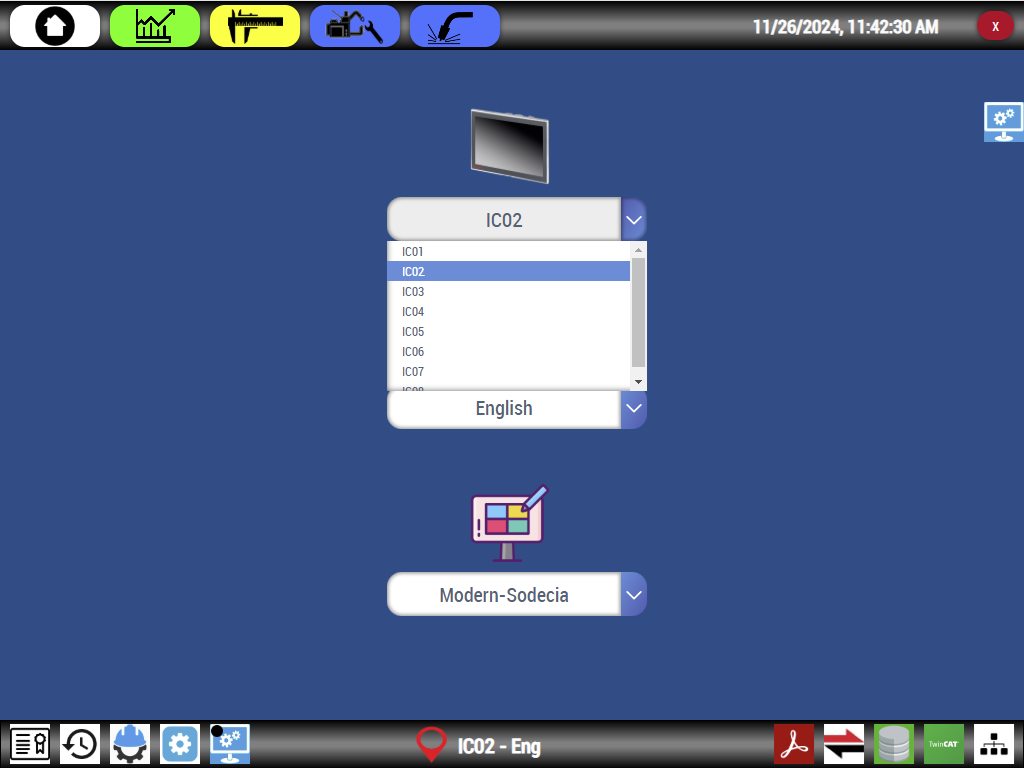 11/26/2024, 11:42:30 AM
X
IC02
IC01
IC02
IC03
IC04
IC05
IC06
IC07
English
Modern-Sodecia
IC02 - Eng
TwinCAT